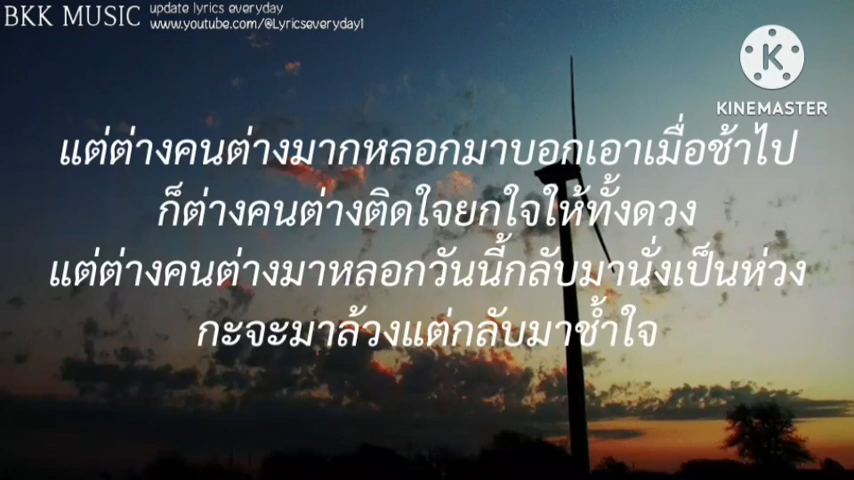 BKK MUSIC
update lyrics everyday
www.youtube.com/@Lyricseveryday1
KINEMASTER
แต่ต่างคนต่างมากหลอกมาบอกเอาเมื่อช้าไป
ก็ต่างคนต่างติดใจยกใจให้ทั้งดวง
แต่ต่างคนต่างมาหลอกวันนี้กลับมานั่งเป็นห่วง
กะจะมาล้วงแต่กลับมาช้ำใจ